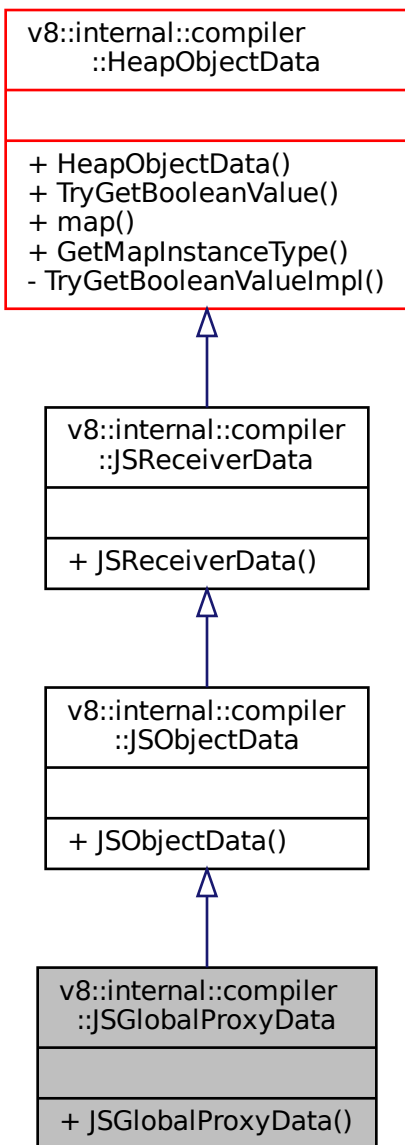 v8::internal::compiler
::HeapObjectData
+ HeapObjectData()
+ TryGetBooleanValue()
+ map()
+ GetMapInstanceType()
- TryGetBooleanValueImpl()
v8::internal::compiler
::JSReceiverData
+ JSReceiverData()
v8::internal::compiler
::JSObjectData
+ JSObjectData()
v8::internal::compiler
::JSGlobalProxyData
+ JSGlobalProxyData()